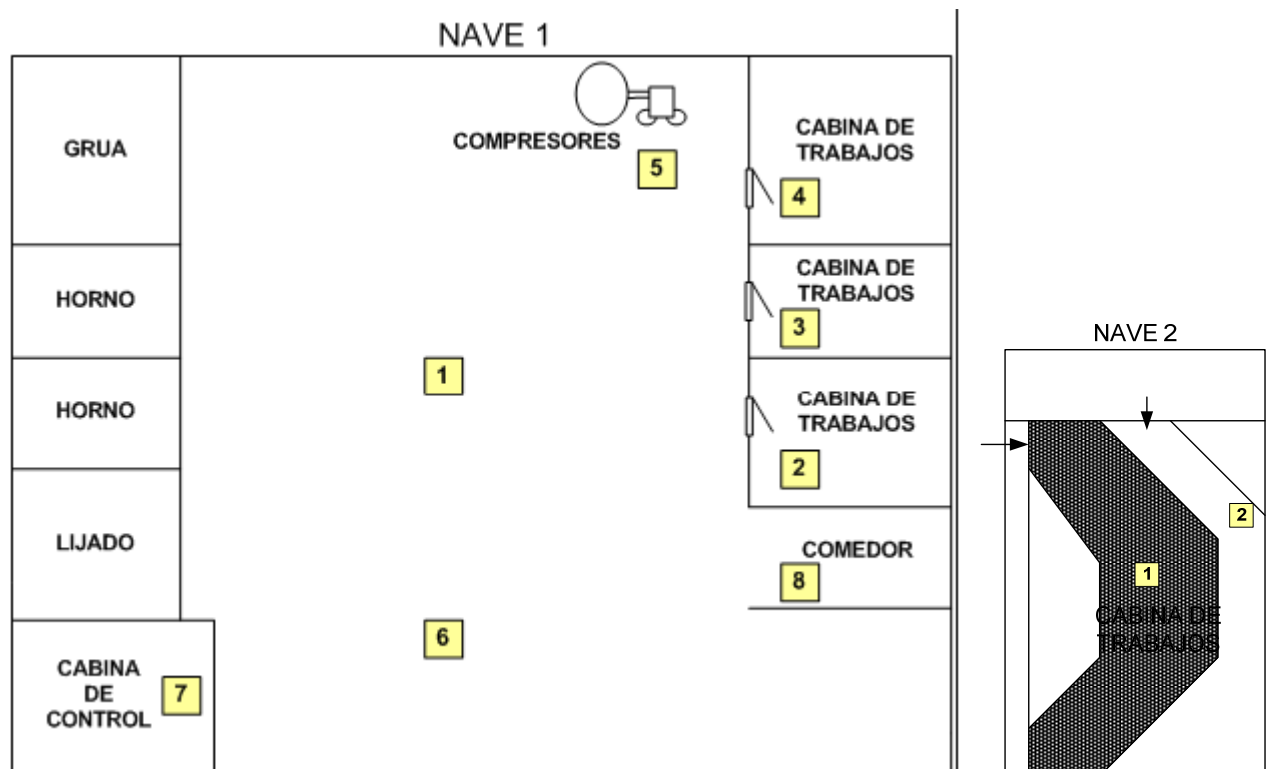 NAVE 1
GRUA
COMPRESORES
5
CABINA DE
TRABAJOS
4
HORNO
CABINA DE
TRABAJOS
3
HORNO
1
CABINA DE
TRABAJOS
2
LIJADO
COMEDOR
8
6
CABINA
DE
CONTROL
7
NAVE 2
2
1
CABINA DE
TRABAJOS